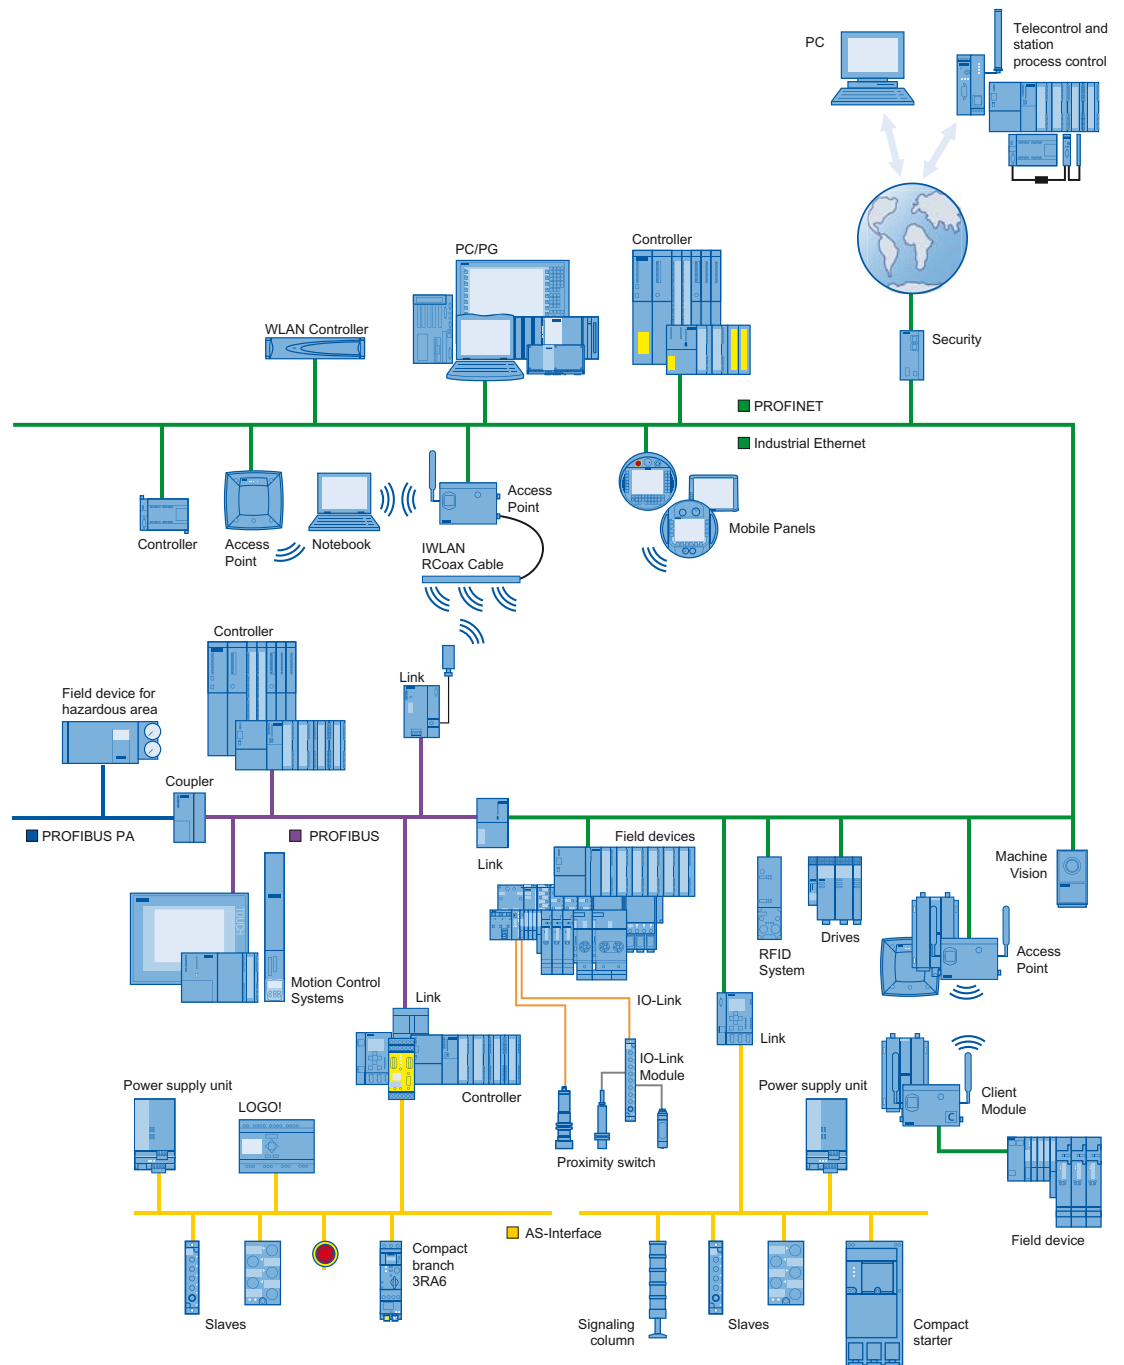 PC
Telecontrol and
station
process control
Controller
PC/PG
WLAN Controller
Security
PROFINET
Industrial Ethernet
Controller
Access
Point
Notebook
Access
Point
IWLAN
RCoax Cable
Mobile Panels
Controller
Link
Field device for
hazardous area
Coupler
PROFIBUS PA
PROFIBUS
Link
Field devices
Machine
Vision
TOUCH
Motion Control
Systems
RFID
System
Drives
Access
Point
Link
IO-Link
Link
IO-Link
Module
Controller
Power supply unit
LOGO!
Proximity switch
Power supply unit
Client
Module
C
AS-Interface
Field device
Slaves
Compact
branch
3RA6
Signaling
column
Slaves
Compact
starter